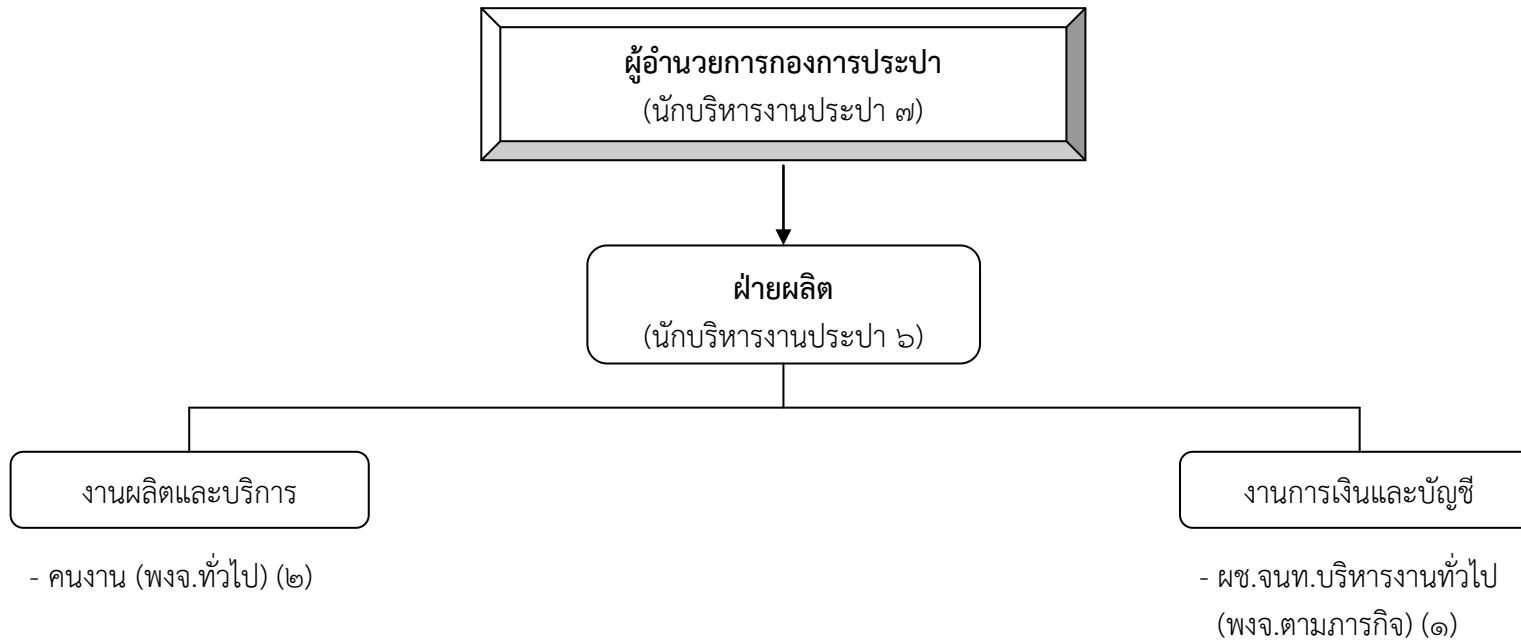 ผู้อำนวยการกองการประปา
(นักบริหารงานประปา ๗)
ฝ่ายผลิต
(นักบริหารงานประปา ๖)
งานผลิตและบริการ
- คนงาน (พงจ.ทั่วไป) (๒)
งานการเงินและบัญชี
- ผช.จนท.บริหารงานทั่วไป
(พงจ.ตามภารกิจ) (๑)